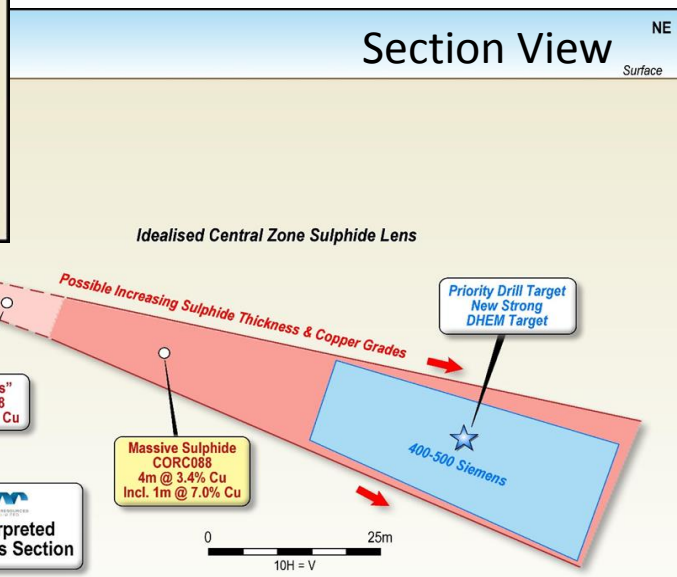 Section View
NE
Surface
Idealised Central Zone Sulphide Lens
Possible Increasing Sulphide Thickness & Copper Grades
Priority Drill Target
New Strong
DHEM Target
400-500 Siemens
Cu
Massive Sulphide
CORC088
4m @ 3.4% Cu
Incl. 1m @ 7.0% Cu
Section
0
25m
10H = V